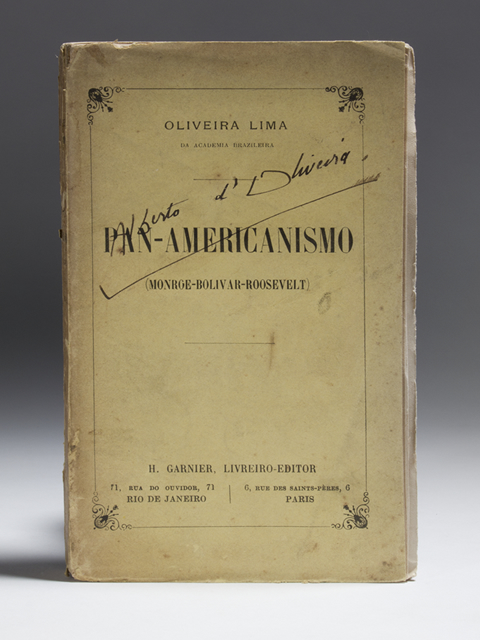 OLIVEIRA LIMA
DA ACADEMIA BRAZILEIRA
Alberto d'Oliveira.
PAN-AMERICANISMO
(MONROE-BOLIVAR-ROOSEVELT)
H. GARNIER, LIVREIRO-EDITOR
71, RUA DO OUVIDOR, 71
RIO DE JANEIRO
6, RUE DES SAINTS-PÈRES, 6
PARIS